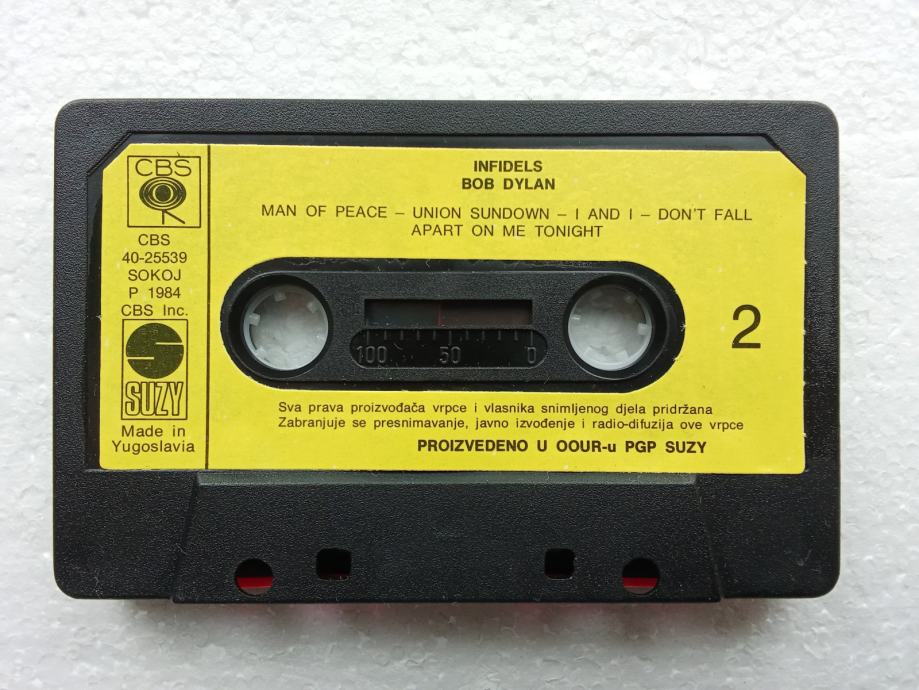 CBS
CBS
40-25539
SOKOJ
P 1984
CBS Inc.
SUZY
Made in
Yugoslavia
INFIDELS
BOB DYLAN
MAN OF PEACE – UNION SUNDOWN – I AND I – DON'T FALL
APART ON ME TONIGHT
100 50 0
2
Sva prava proizvođača vrpce i vlasnika snimljenog djela pridržana
Zabranjuje se presnimavanje, javno izvođenje i radio-difuzija ove vrpce
PROIZVEDENO U OOUR-u PGP SUZY